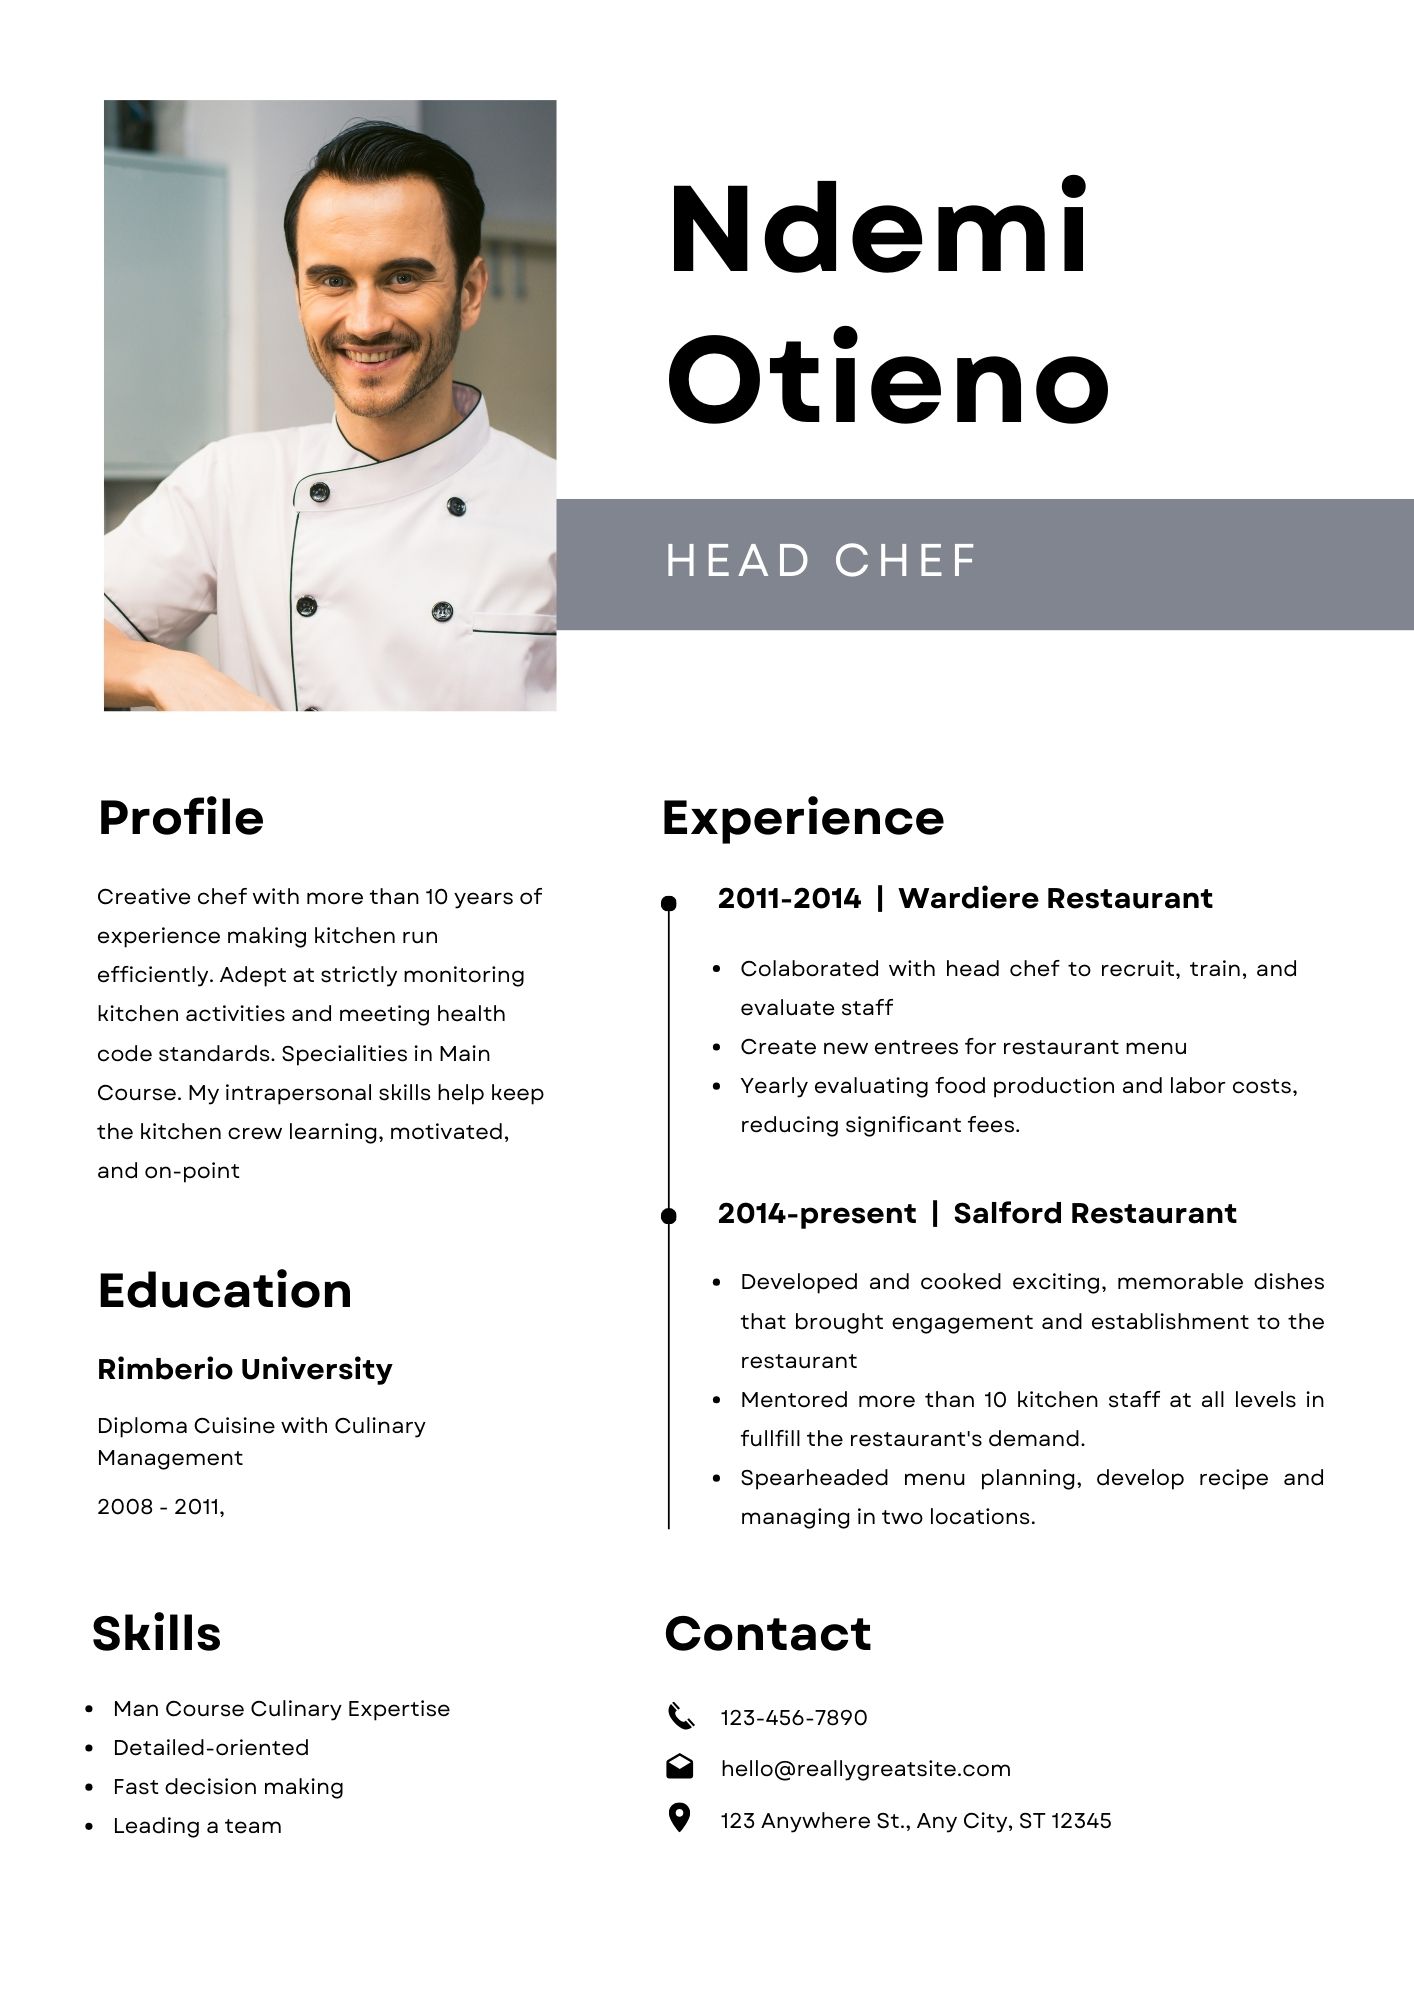 Ndemi
Otieno
HEAD CHEF
Profile
Creative chef with more than 10 years of
experience making kitchen run
efficiently. Adept at strictly monitoring
kitchen activities and meeting health
code standards. Specialities in Main
Course. My intrapersonal skills help keep
the kitchen crew learning, motivated,
and on-point
Education
Rimberio University
Diploma Cuisine with Culinary
Management
2008 - 2011,
Skills
• Man Course Culinary Expertise
• Detailed-oriented
• Fast decision making
• Leading a team
Experience
2011-2014 | Wardiere Restaurant
• Colaborated with head chef to recruit, train, and
evaluate staff
• Create new entrees for restaurant menu
• Yearly evaluating food production and labor costs,
reducing significant fees.
2014-present | Salford Restaurant
• Developed and cooked exciting, memorable dishes
that brought engagement and establishment to the
restaurant
• Mentored more than 10 kitchen staff at all levels in
fullfill the restaurant's demand.
• Spearheaded menu planning, develop recipe and
managing in two locations.
Contact
123-456-7890
hello@reallygreatsite.com
123 Anywhere St., Any City, ST 12345